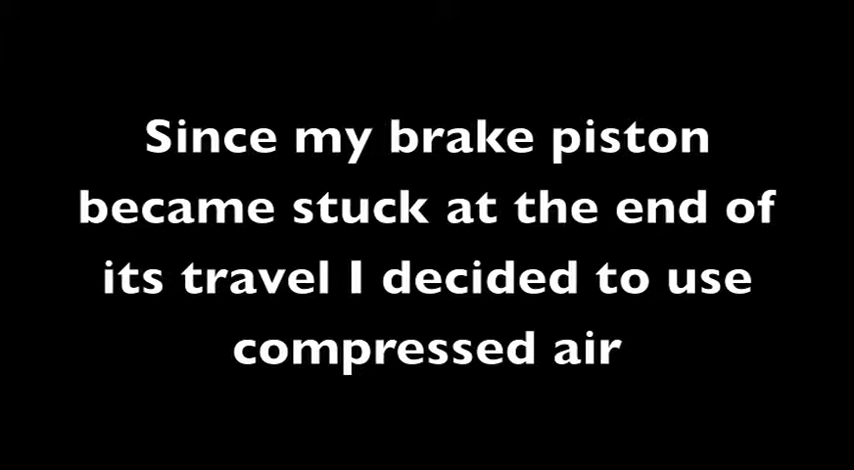 Since my brake piston
became stuck at the end of
its travel I decided to use
compressed air